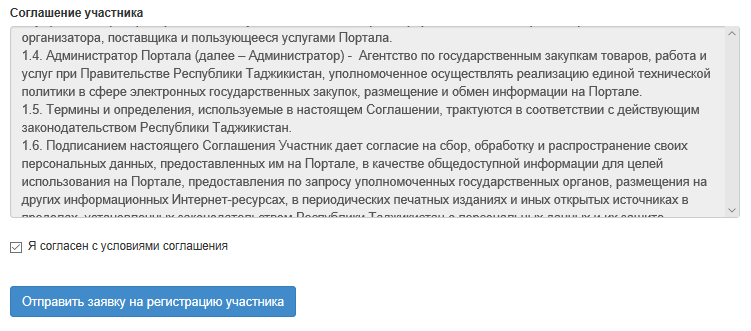 Соглашение участника
организатора, поставщика и пользующееся услугами Портала.
1.4. Администратор Портала (далее – Администратор) - Агентство по государственным закупкам товаров, работа и
услуг при Правительстве Республики Таджикистан, уполномоченное осуществлять реализацию единой технической
политики в сфере электронных государственных закупок, размещение и обмен информации на Портале.
1.5. Термины и определения, используемые в настоящем Соглашении, трактуются в соответствии с действующим
законодательством Республики Таджикистан.
1.6. Подписанием настоящего Соглашения Участник дает согласие на сбор, обработку и распространение своих
персональных данных, предоставленных им на Портале, в качестве общедоступной информации для целей
использования на Портале, предоставления по запросу уполномоченных государственных органов, размещения на
других информационных Интернет-ресурсах, в периодических печатных изданиях и иных открытых источниках в
пределах, установленных законодательством Республики Таджикистан о персональных данных и их защите
Я согласен с условиями соглашения
Отправить заявку на регистрацию участника